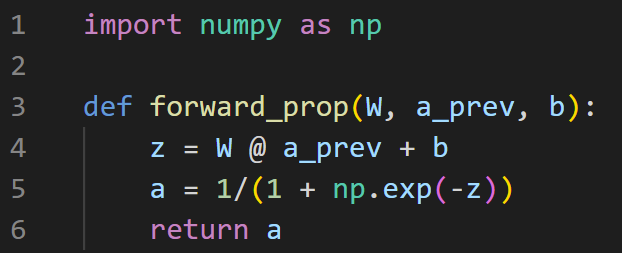 1 import numpy as np
2
3 def forward_prop(W, a_prev, b):
4     z = W @ a_prev + b
5     a = 1/(1 + np.exp(-z))
6     return a